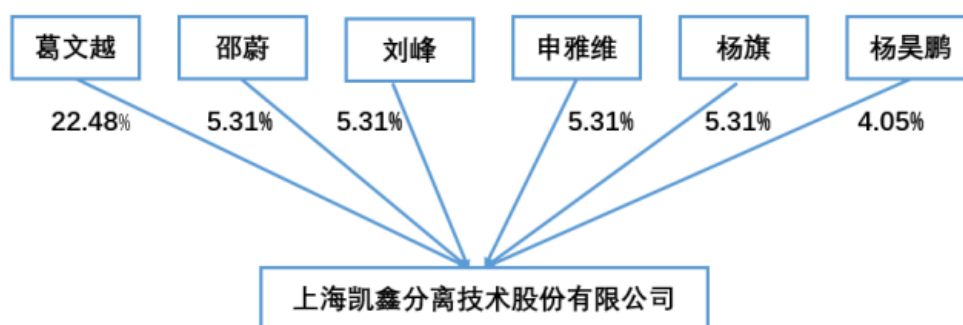 葛文越 邵蔚 刘峰 申雅维 杨旗 杨昊鹏
22.48% 5.31% 5.31% 5.31% 5.31% 4.05%
上海凯鑫分离技术股份有限公司